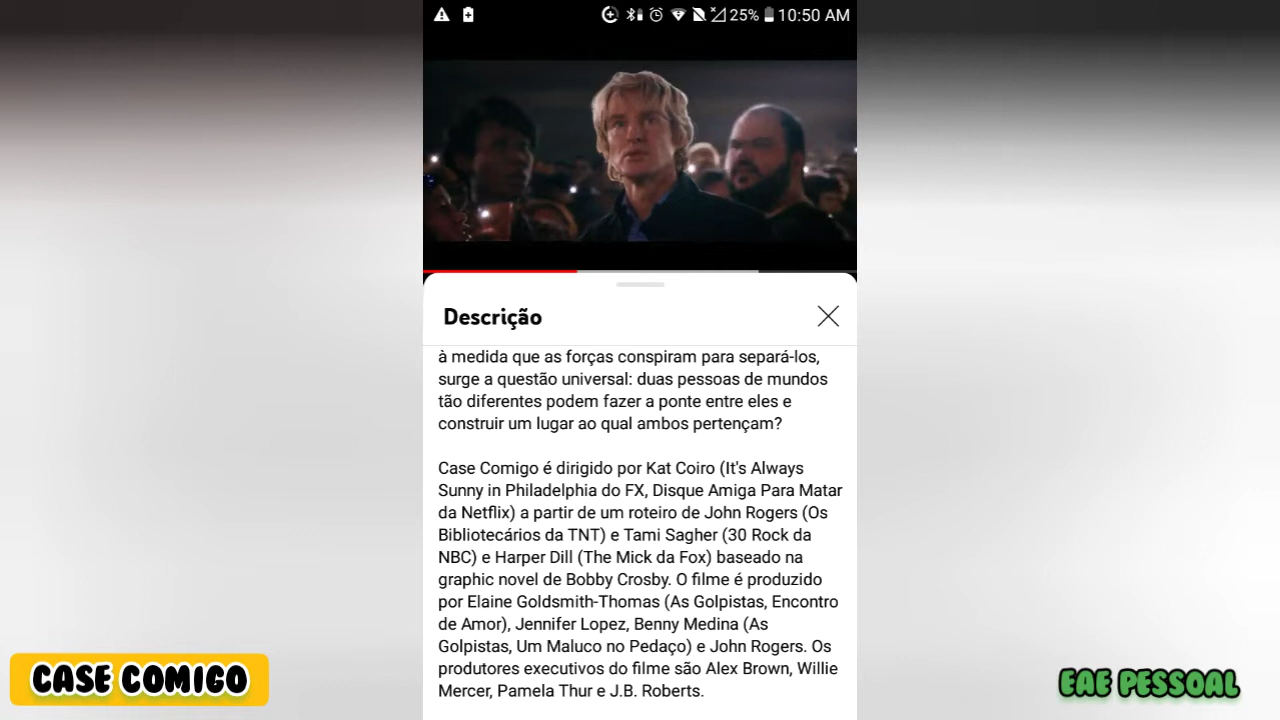 25% 10:50 AM
Descrição
à medida que as forças conspiram para separá-los,
surge a questão universal: duas pessoas de mundos
tão diferentes podem fazer a ponte entre eles e
construir um lugar ao qual ambos pertençam?
Case Comigo é dirigido por Kat Coiro (It's Always
Sunny in Philadelphia do FX, Disque Amiga Para Matar
da Netflix) a partir de um roteiro de John Rogers (Os
Bibliotecários da TNT) e Tami Sagher (30 Rock da
NBC) e Harper Dill (The Mick da Fox) baseado na
graphic novel de Bobby Crosby. O filme é produzido
por Elaine Goldsmith-Thomas (As Golpistas, Encontro
de Amor), Jennifer Lopez, Benny Medina (As
Golpistas, Um Maluco no Pedaço) e John Rogers. Os
produtores executivos do filme são Alex Brown, Willie
Mercer, Pamela Thur e J.B. Roberts.
CASE COMIGO
EAE PESSOAL